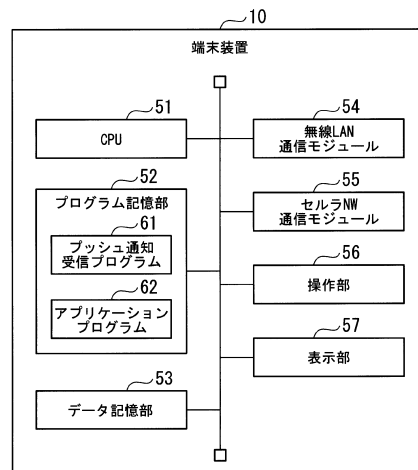 10
端末装置
51
CPU
52
プログラム記憶部
61
プッシュ通知
受信プログラム
62
アプリケーション
プログラム
53
データ記憶部
54
無線LAN
通信モジュール
55
セルラNW
通信モジュール
56
操作部
57
表示部